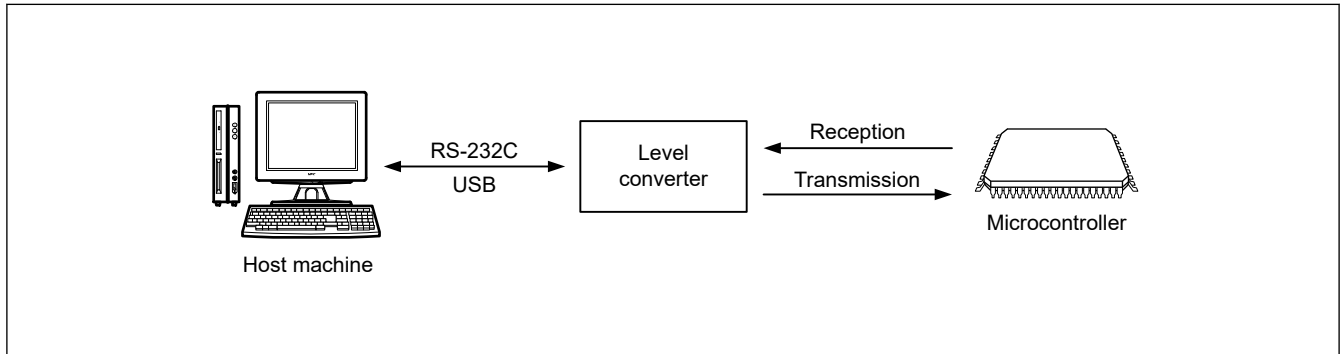 RS-232C
USB
Host machine
Level
converter
Reception
Transmission
Microcontroller